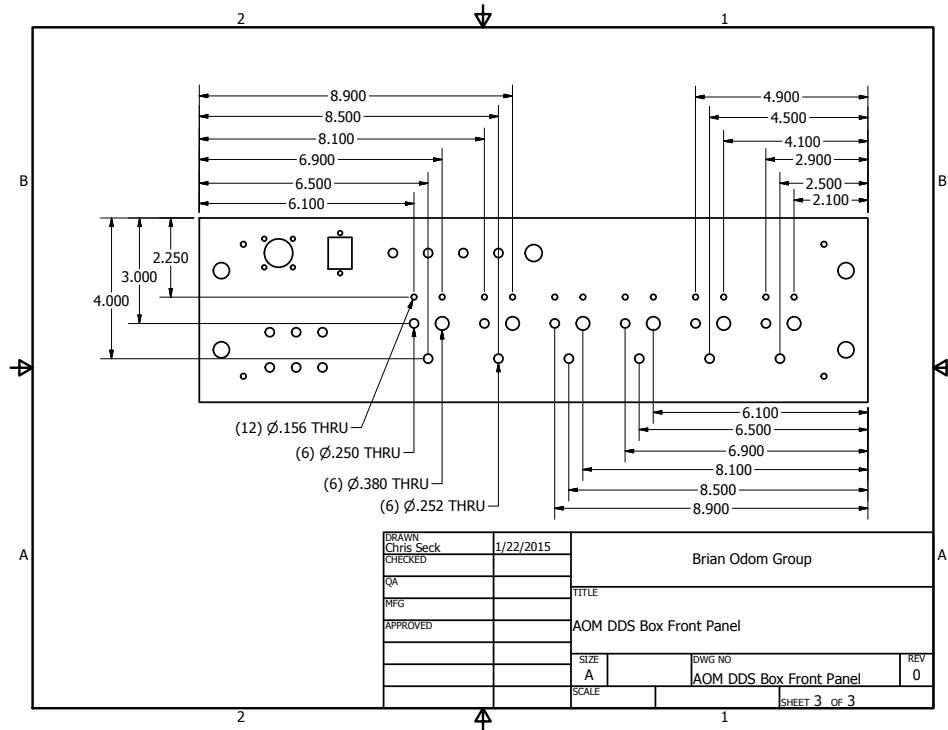 2
1
8.900
8.500
8.100
6.900
6.500
6.100
4.900
4.500
4.100
2.900
2.500
2.100
B
B
2.250
3.000
4.000
(12) Ø.156 THRU
(6) Ø.250 THRU
(6) Ø.380 THRU
(6) Ø.252 THRU
6.100
6.500
6.900
8.100
8.500
8.900
A
A
DRAWN
Chris Seck
1/22/2015
CHECKED
QA
MFG
APPROVED
Brian Odom Group
TITLE
AOM DDS Box Front Panel
SIZE
A
DWG NO
AOM DDS Box Front Panel
REV
0
SCALE
SHEET 3 OF 3
2
1